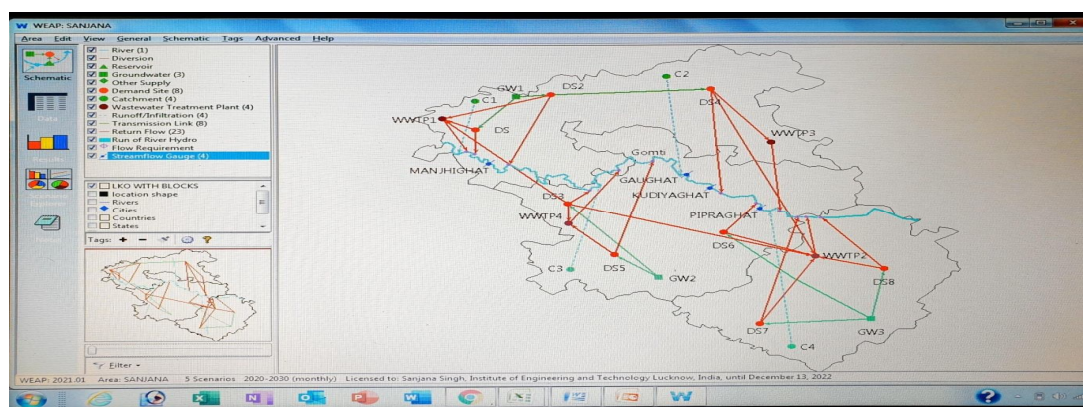 WEAP: SANJANA
Area Edit View General Schematic Tags Advanced Help
Schematic
Data
Results
Scenario
Explorer
Notes
River (1)
Diversion
Reservoir
Groundwater (3)
Other Supply
Demand Site (8)
Catchment (4)
Wastewater Treatment Plant (4)
Runoff/Infiltration (4)
Transmission Link (8)
Return Flow (23)
Run of River Hydro
Flow Requirement
Streamflow Gauge (4)
LKO WITH BLOCKS
location shape
Rivers
Cities
Countries
States
Tags: + −
Filter
C1
GW1
DS2
C2
DS4
WWTP1
DS
WWTP3
Gomti
MANJHIGHAT
GAUGHAT
KUDIYAGHAT
DS3
PIPRAGHAT
WWTP4
DS6
WWTP2
C3
DS5
GW2
DS8
DS7
GW3
C4
WEAP: 2021.01 Area: SANJANA 5 Scenarios 2020-2030 (monthly) Licensed to: Sanjana Singh, Institute of Engineering and Technology Lucknow, India, until December 13, 2022